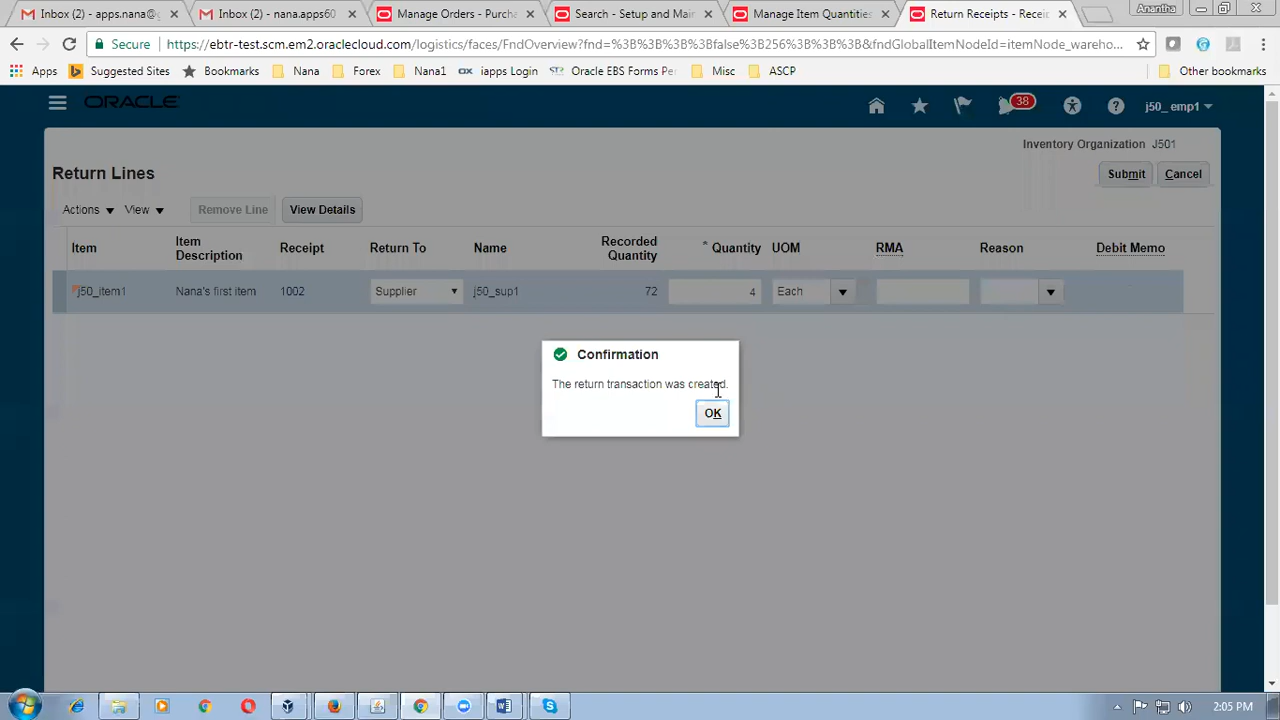 Inbox (2) - appsnana@g
Inbox (2) - nana.apps60
Manage Orders - Purcha
Search - Setup and Main
Manage Item Quantities
Return Receipts - Receip
Anantha
Secure
https://ebtr-test.scm.em2.oraclecloud.com/logistics/faces/FndOverview?fnd=%3B%3B%3B%3Bfalse%3B256%3B%3B%3B&fndGlobalItemNodeId=itemNode_wareho...
Apps
Suggested Sites
Bookmarks
Nana
Forex
Nana1
iapps Login
Oracle EBS Forms Per
Misc
ASCP
Other bookmarks
ORACLE
38
j50_ emp1
Inventory Organization J501
Return Lines
Submit
Cancel
Actions
View
Remove Line
View Details
Item
Item Description
Receipt
Return To
Name
Recorded Quantity
* Quantity
UOM
RMA
Reason
Debit Memo
j50_item1
Nana's first item
1002
Supplier
j50_sup1
72
4
Each
Confirmation
The return transaction was created.
OK
2:05 PM